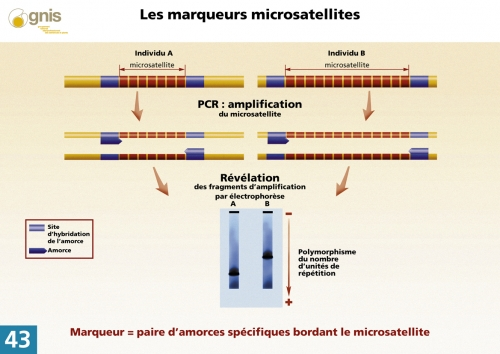 gnis
Les marqueurs microsatellites
Individu A
Individu B
microsatellite
microsatellite
PCR : amplification
du microsatellite
Révélation
des fragments d'amplification
par électrophorèse
A B
Site
d'hybridation
de l'amorce
Amorce
Polymorphisme
du nombre
d'unités de
répétition
43
Marqueur = paire d'amorces spécifiques bordant le microsatellite